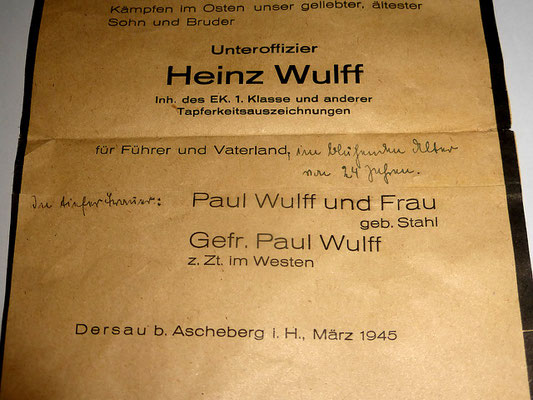 Kämpfen im Osten unser geliebter, ältester
Sohn und Bruder
Unteroffizier
Heinz Wulff
Inh. des EK. 1. Klasse und anderer
Tapferkeitsauszeichnungen
für Führer und Vaterland, im blühenden Alter
von 24 Jahren.
In tiefer Trauer: Paul Wulff und Frau
geb. Stahl
Gefr. Paul Wulff
z. Zt. im Westen
Dersau b. Ascheberg i. H., März 1945